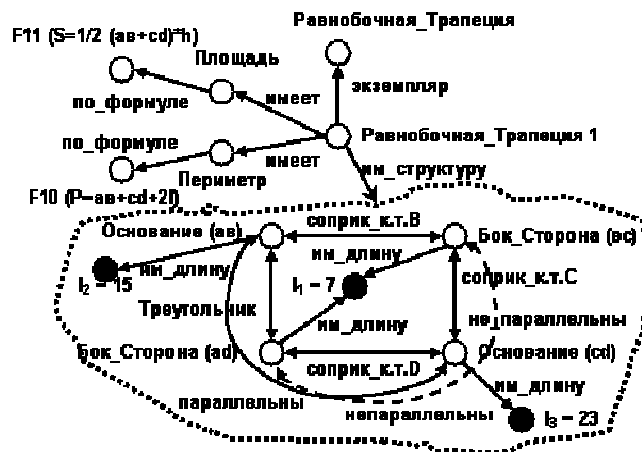 Равнобочная_Трапеция
F11 (S=1/2 (ав+cd)*h)
Площадь
экземпляр
по_формуле
имеет
Равнобочная_Трапеция 1
по_формуле
имеет
им_структуру
Периметр
F10 (P=ав+cd+2l)
соприк_к.т.B
Основание (ав)
Бок_Сторона (вс)
им_длину
соприк_к.т.C
l₂ = 15
l₁ = 7
Треугольник
им_длину
не_параллельны
Бок_Сторона (ad)
Основание (cd)
соприк_к.т.D
им_длину
параллельны
непараллельны
l₃ = 23